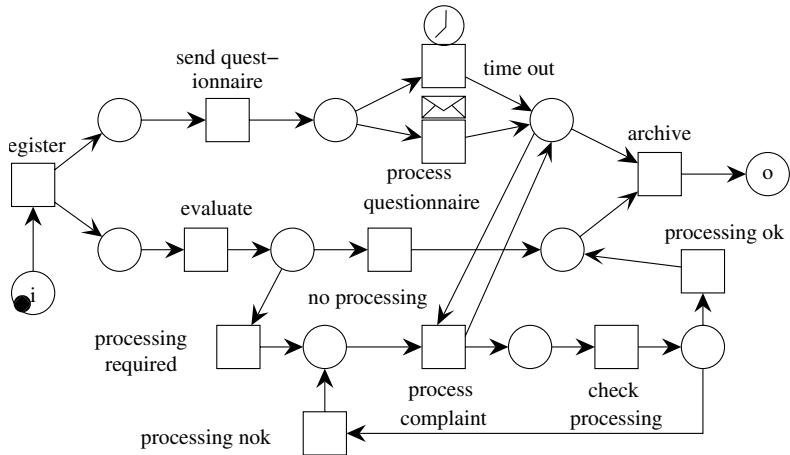 send quest–
ionnaire
time out
egister
archive
process
questionnaire
evaluate
o
processing ok
i
no processing
processing
required
process
complaint
check
processing
processing nok